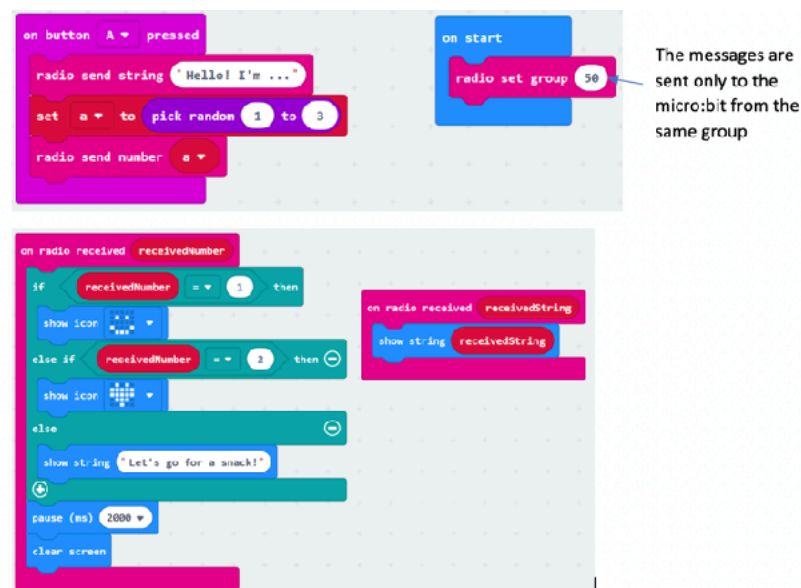 on button A pressed
radio send string "Hello! I'm ..."
set a to pick random 1 to 3
radio send number a
on start
radio set group 50
The messages are
sent only to the
micro:bit from the
same group
on radio received receivedNumber
if receivedNumber = 1 then
show icon
else if receivedNumber = 2 then
show icon
else
show string "Let's go for a snack!"
pause (ms) 2000
clear screen
on radio received receivedString
show string receivedString